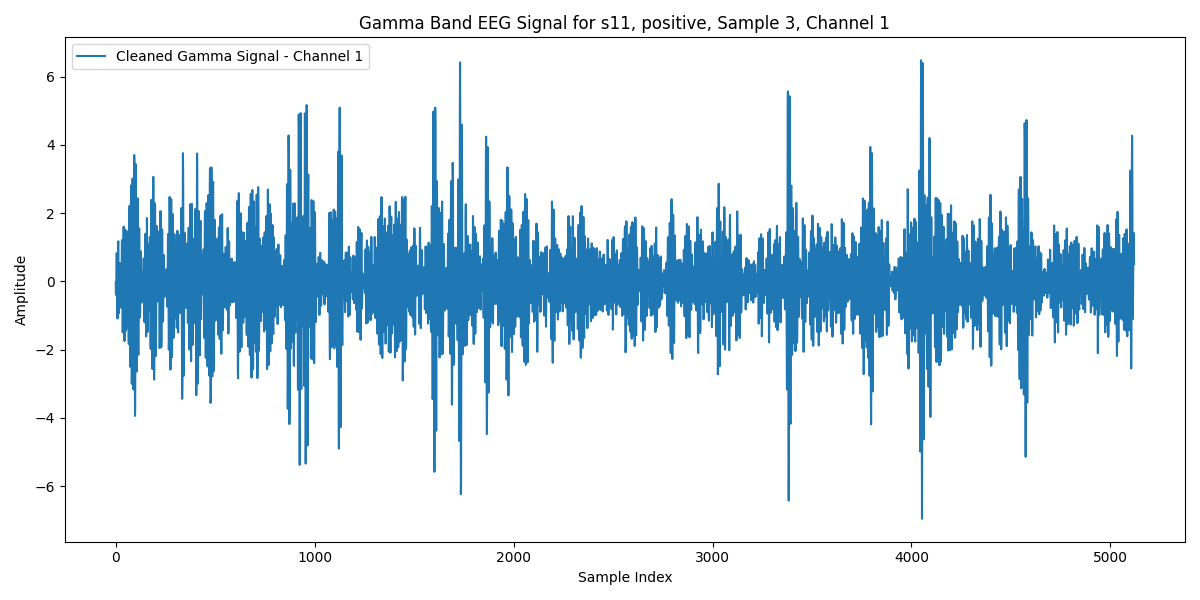 Gamma Band EEG Signal for s11, positive, Sample 3, Channel 1
Cleaned Gamma Signal - Channel 1
Amplitude
6
4
2
0
−2
−4
−6
0 1000 2000 3000 4000 5000
Sample Index